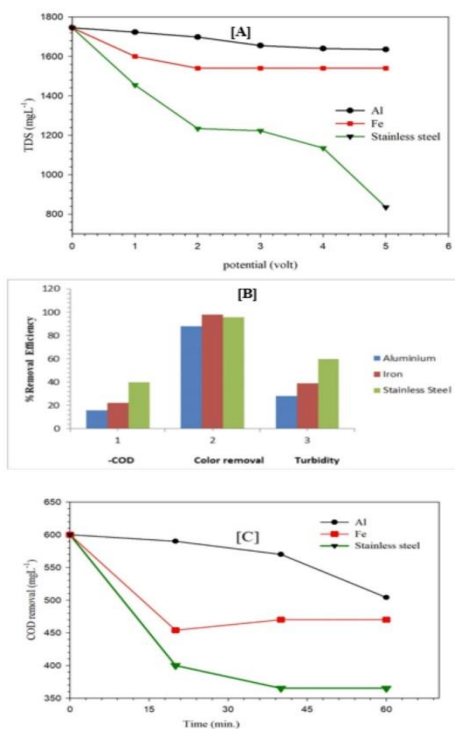 [A]
1800
1600
1400
1200
1000
800
TDS (mgL⁻¹)
Al
Fe
Stainless steel
0 1 2 3 4 5 6
potential (volt)
[B]
120
100
80
60
40
20
0
% Removal Efficiency
Aluminium
Iron
Stainless Steel
1 2 3
-COD Color removal Turbidity
[C]
650
600
550
500
450
400
350
COD removal (mgL⁻¹)
Al
Fe
Stainless steel
0 15 30 45 60
Time (min.)